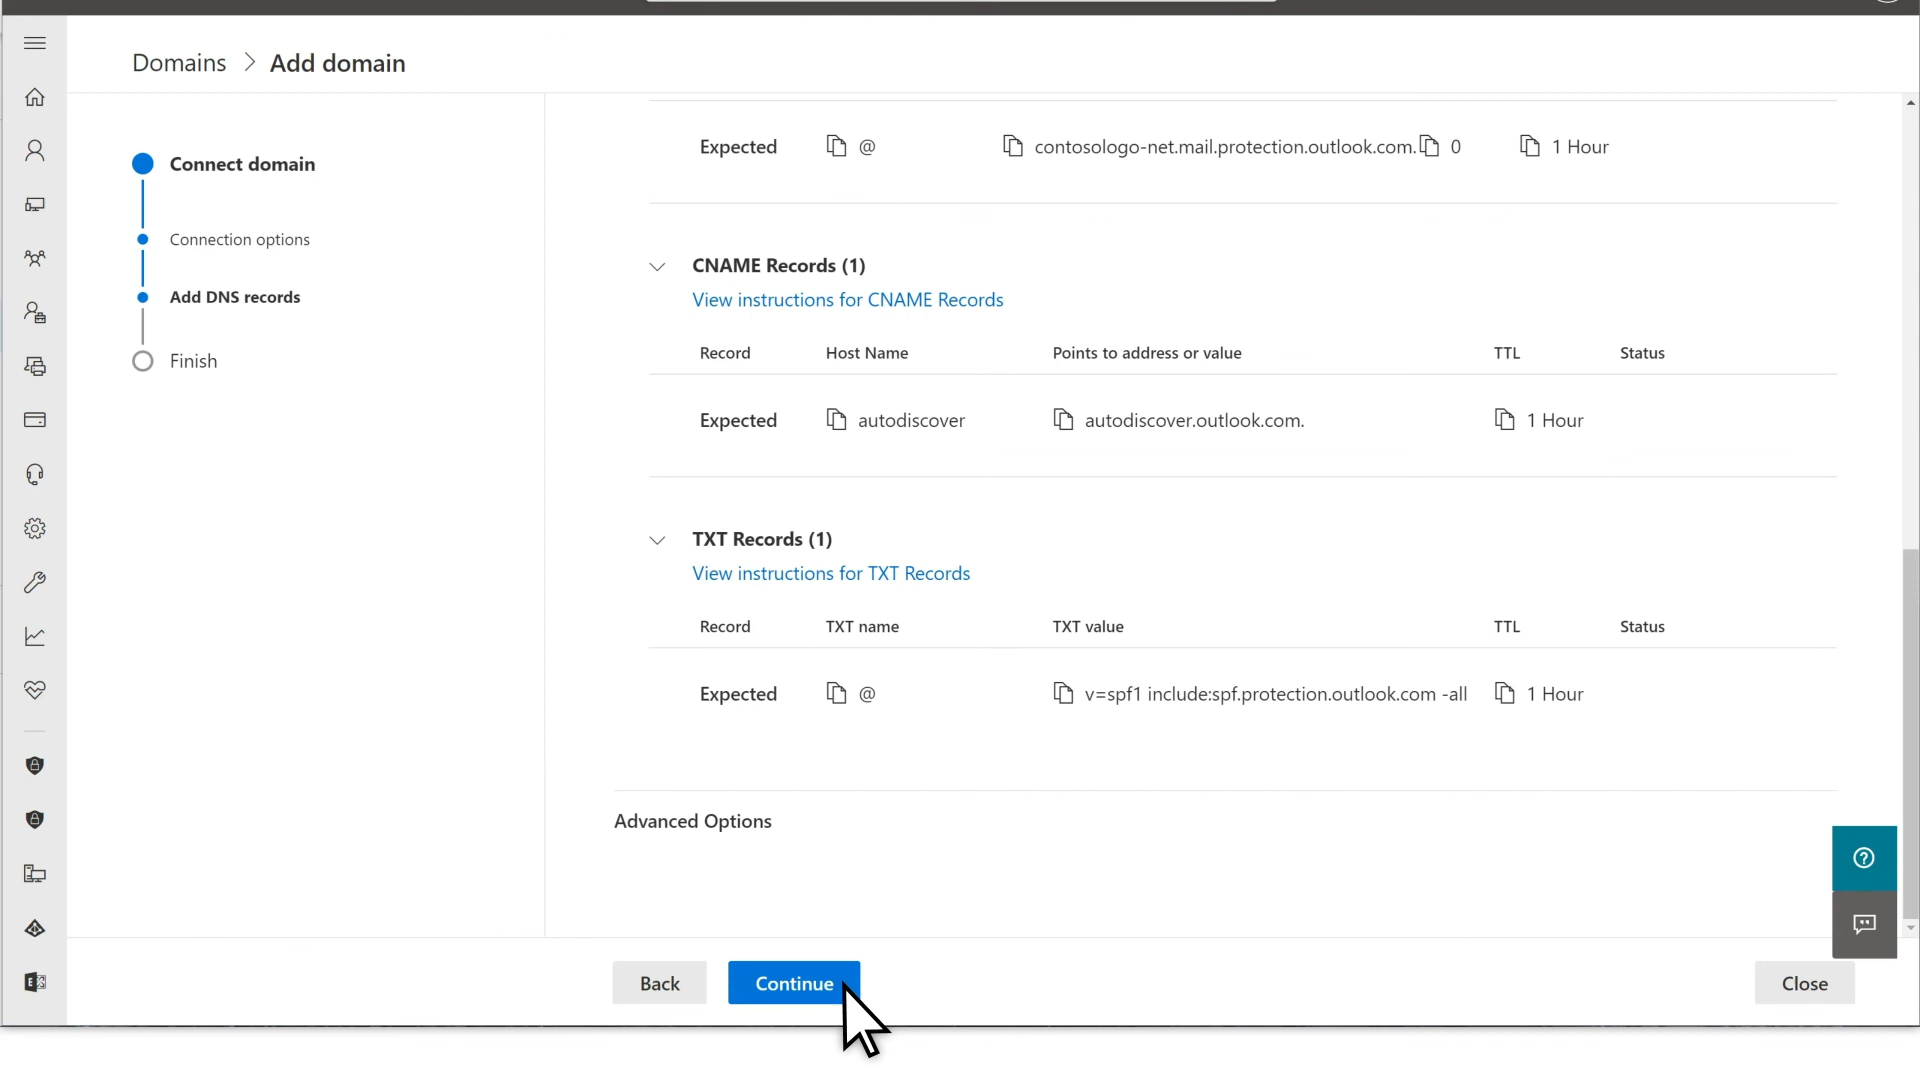 Domains > Add domain
Connect domain
Connection options
Add DNS records
Finish
Expected @ contosologo-net.mail.protection.outlook.com. 0 1 Hour
CNAME Records (1)
View instructions for CNAME Records
Record Host Name Points to address or value TTL Status
Expected autodiscover autodiscover.outlook.com. 1 Hour
TXT Records (1)
View instructions for TXT Records
Record TXT name TXT value TTL Status
Expected @ v=spf1 include:spf.protection.outlook.com -all 1 Hour
Advanced Options
Back Continue Close